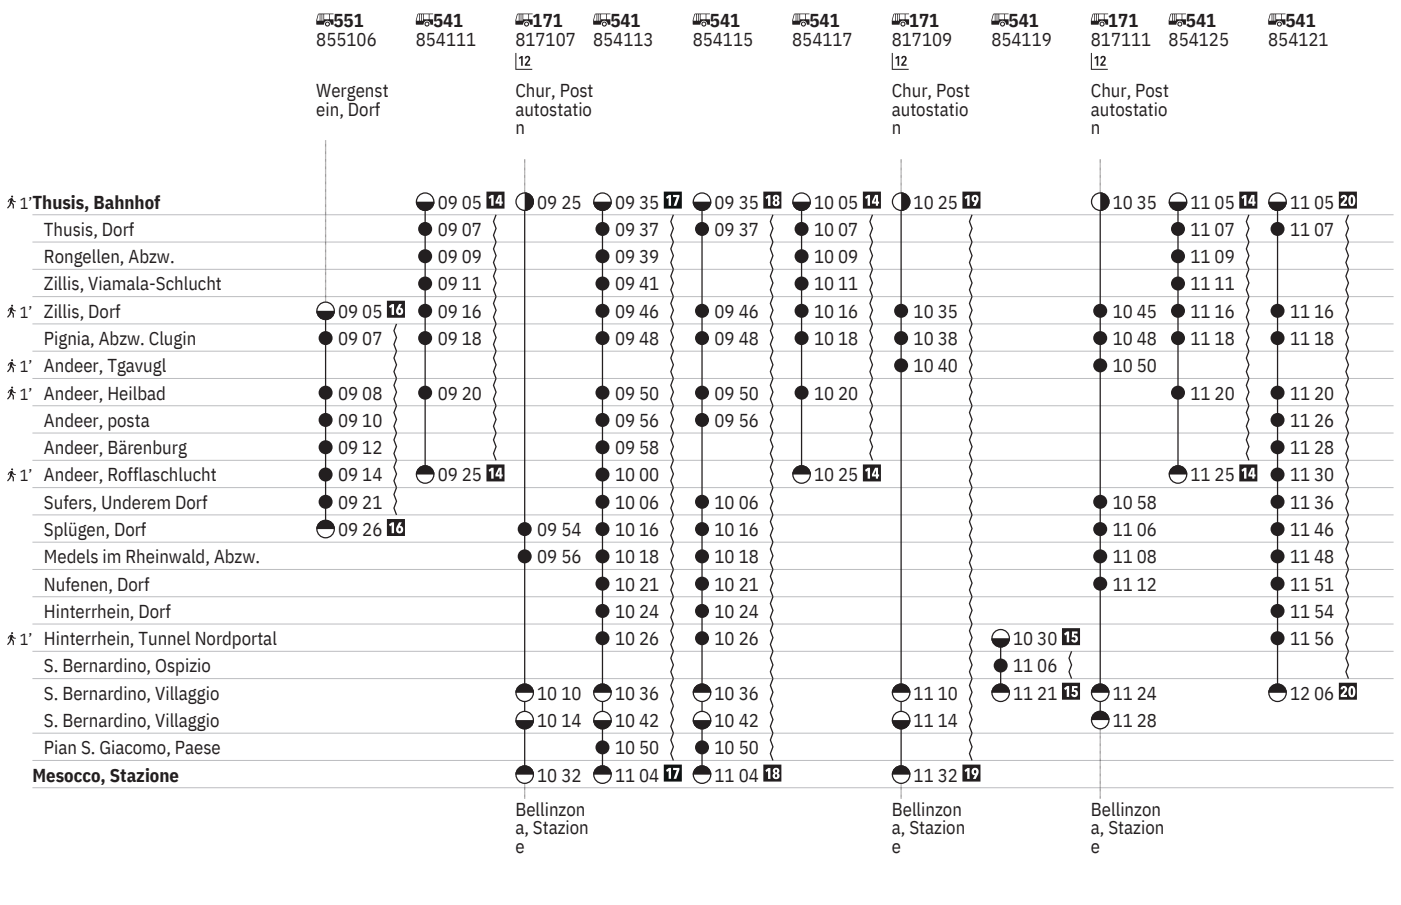 551 541 171 541 541 541 171 541 171 541 541
855106 854111 817107 854113 854115 854117 817109 854119 817111 854125 854121
12 12 12
Wergenst Chur, Post Chur, Post Chur, Post
ein, Dorf autostatio autostatio autostatio
n n n
1' Thusis, Bahnhof 09 05 14 09 25 09 35 17 09 35 18 10 05 14 10 25 19 10 35 11 05 14 11 05 20
Thusis, Dorf 09 07 09 37 09 37 10 07 11 07 11 07
Rongellen, Abzw. 09 09 09 39 10 09 11 09
Zillis, Viamala-Schlucht 09 11 09 41 10 11 11 11
1' Zillis, Dorf 09 05 16 09 16 09 46 09 46 10 16 10 35 10 45 11 16 11 16
Pignia, Abzw. Clugin 09 07 09 18 09 48 09 48 10 18 10 38 10 48 11 18 11 18
1' Andeer, Tgavugl 10 40 10 50
1' Andeer, Heilbad 09 08 09 20 09 50 09 50 10 20 11 20 11 20
Andeer, posta 09 10 09 56 09 56 11 26
Andeer, Bärenburg 09 12 09 58 11 28
1' Andeer, Rofflaschlucht 09 14 09 25 14 10 00 10 25 14 11 25 14 11 30
Sufers, Underem Dorf 09 21 10 06 10 06 10 58 11 36
Splügen, Dorf 09 26 16 09 54 10 16 10 16 11 06 11 46
Medels im Rheinwald, Abzw. 09 56 10 18 10 18 11 08 11 48
Nufenen, Dorf 10 21 10 21 11 12 11 51
Hinterrhein, Dorf 10 24 10 24 11 54
1' Hinterrhein, Tunnel Nordportal 10 26 10 26 10 30 15 11 56
S. Bernardino, Ospizio 11 06
S. Bernardino, Villaggio 10 10 10 36 10 36 11 10 11 21 15 11 24 12 06 20
S. Bernardino, Villaggio 10 14 10 42 10 42 11 14 11 28
Pian S. Giacomo, Paese 10 50 10 50
Mesocco, Stazione 10 32 11 04 17 11 04 18 11 32 19
Bellinzon Bellinzon Bellinzon
a, Stazion a, Stazion a, Stazion
e e e